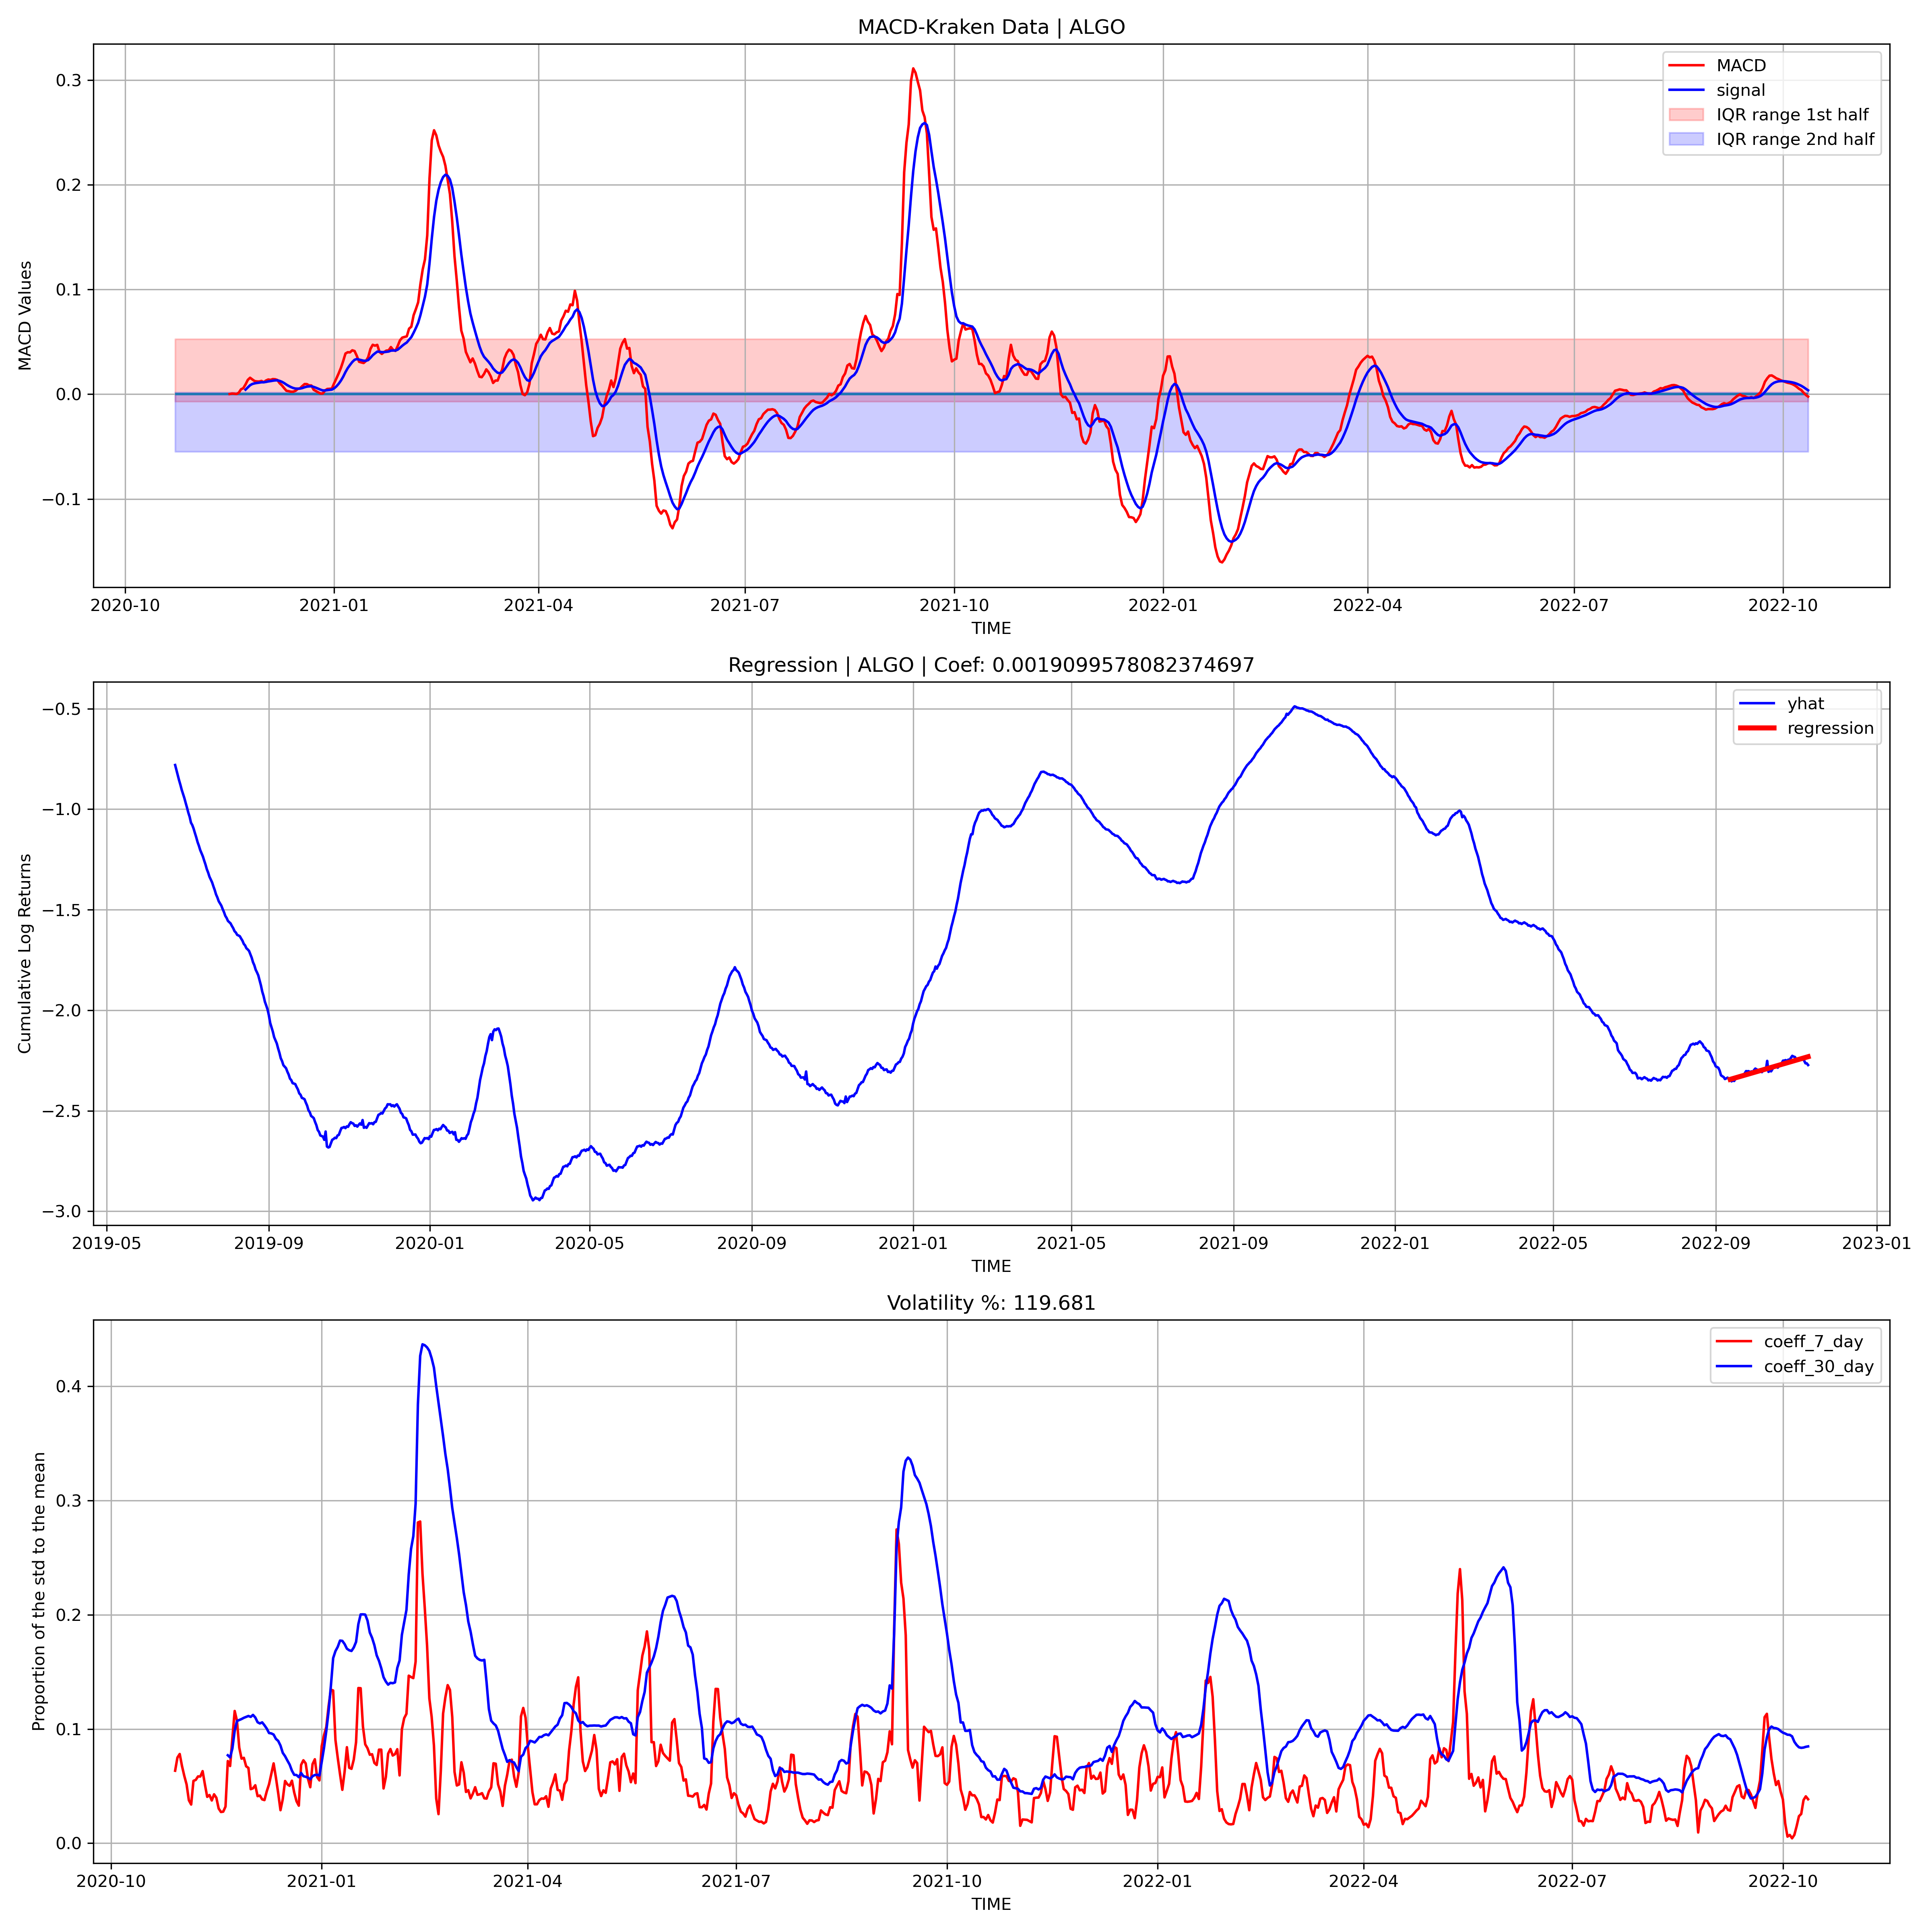 MACD-Kraken Data | ALGO
MACD Values
0.3
0.2
0.1
0.0
−0.1
MACD
signal
IQR range 1st half
IQR range 2nd half
2020-10 2021-01 2021-04 2021-07 2021-10 2022-01 2022-04 2022-07 2022-10
TIME
Regression | ALGO | Coef: 0.0019099578082374697
Cumulative Log Returns
−0.5
−1.0
−1.5
−2.0
−2.5
−3.0
yhat
regression
2019-05 2019-09 2020-01 2020-05 2020-09 2021-01 2021-05 2021-09 2022-01 2022-05 2022-09 2023-01
TIME
Volatility %: 119.681
Proportion of the std to the mean
0.4
0.3
0.2
0.1
0.0
coeff_7_day
coeff_30_day
2020-10 2021-01 2021-04 2021-07 2021-10 2022-01 2022-04 2022-07 2022-10
TIME